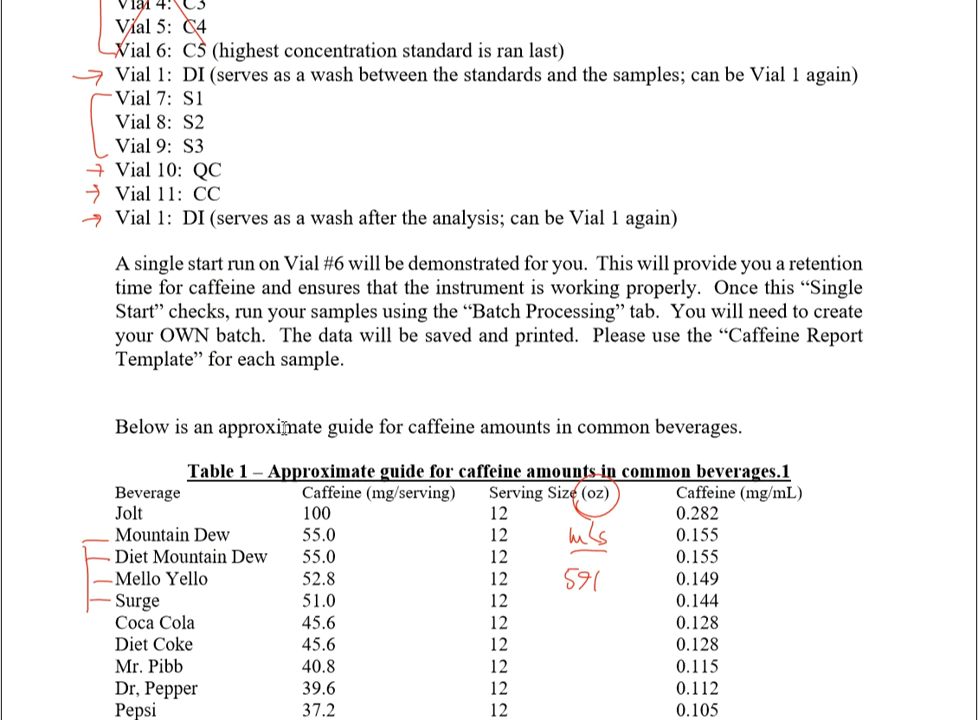 Vial 4: C3
Vial 5: C4
Vial 6: C5 (highest concentration standard is ran last)
Vial 1: DI (serves as a wash between the standards and the samples; can be Vial 1 again)
Vial 7: S1
Vial 8: S2
Vial 9: S3
Vial 10: QC
Vial 11: CC
Vial 1: DI (serves as a wash after the analysis; can be Vial 1 again)
A single start run on Vial #6 will be demonstrated for you. This will provide you a retention
time for caffeine and ensures that the instrument is working properly. Once this “Single
Start” checks, run your samples using the “Batch Processing” tab. You will need to create
your OWN batch. The data will be saved and printed. Please use the “Caffeine Report
Template” for each sample.
Below is an approximate guide for caffeine amounts in common beverages.
Table 1 – Approximate guide for caffeine amounts in common beverages.1
Beverage Caffeine (mg/serving) Serving Size (oz) Caffeine (mg/mL)
Jolt 100 12 0.282
Mountain Dew 55.0 12 mLs 0.155
Diet Mountain Dew 55.0 12 0.155
Mello Yello 52.8 12 591 0.149
Surge 51.0 12 0.144
Coca Cola 45.6 12 0.128
Diet Coke 45.6 12 0.128
Mr. Pibb 40.8 12 0.115
Dr, Pepper 39.6 12 0.112
Pepsi 37.2 12 0.105